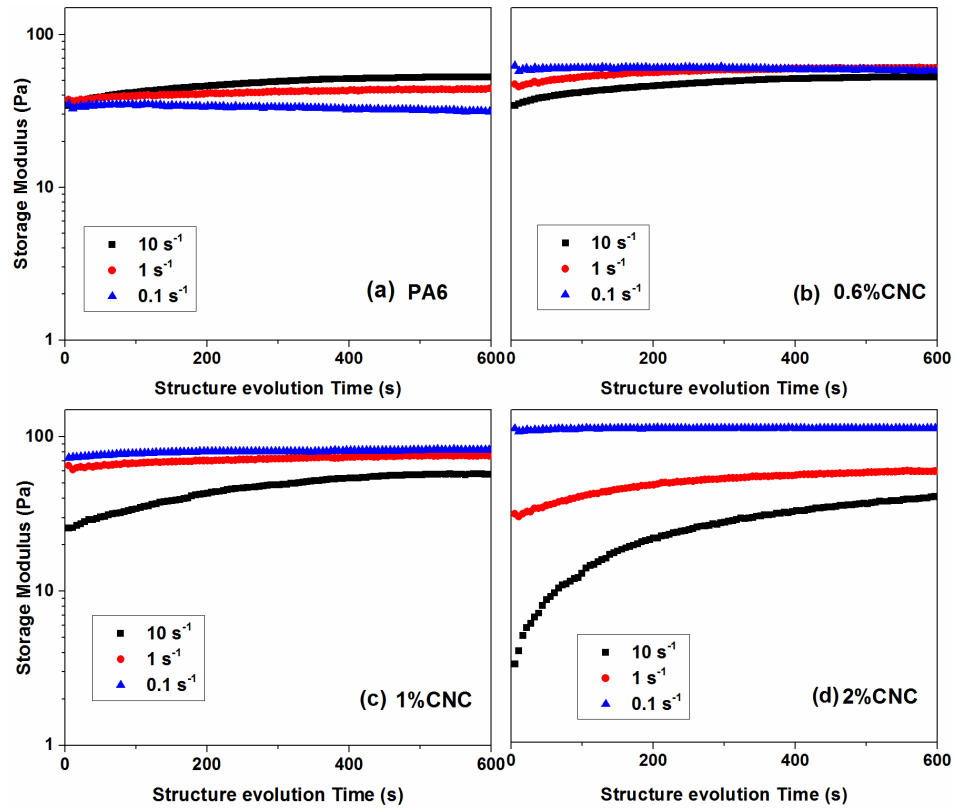 Storage Modulus (Pa)
100
10
1
10 s⁻¹
1 s⁻¹
0.1 s⁻¹
(a) PA6
0 200 400 600
Structure evolution Time (s)
10 s⁻¹
1 s⁻¹
0.1 s⁻¹
(b) 0.6%CNC
0 200 400 600
Structure evolution Time (s)
Storage Modulus (Pa)
100
10
1
10 s⁻¹
1 s⁻¹
0.1 s⁻¹
(c) 1%CNC
0 200 400 600
Structure evolution Time (s)
10 s⁻¹
1 s⁻¹
0.1 s⁻¹
(d) 2%CNC
0 200 400 600
Structure evolution Time (s)